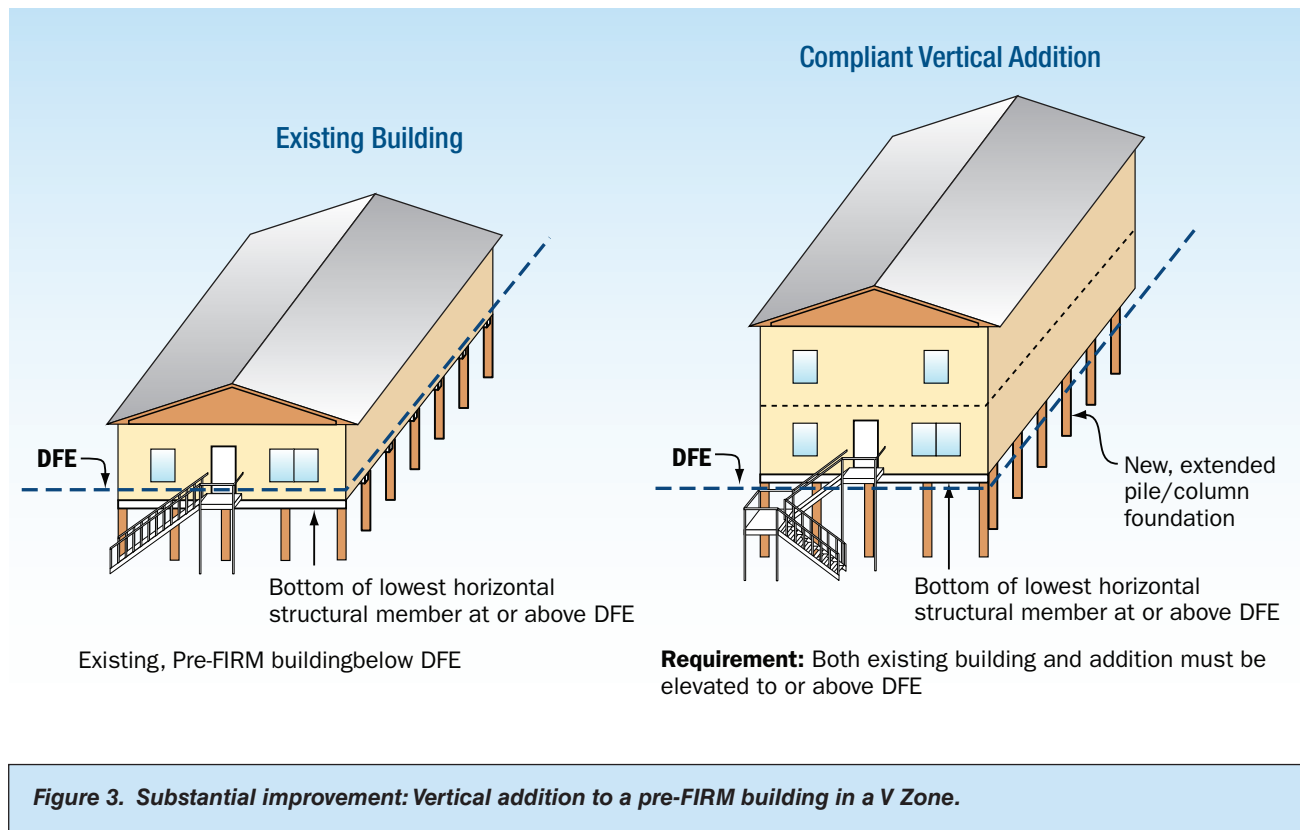 Existing Building
DFE
Bottom of lowest horizontal
structural member at or above DFE
Existing, Pre-FIRM buildingbelow DFE
Compliant Vertical Addition
DFE
New, extended
pile/column
foundation
Bottom of lowest horizontal
structural member at or above DFE
Requirement: Both existing building and addition must be
elevated to or above DFE
Figure 3. Substantial improvement: Vertical addition to a pre-FIRM building in a V Zone.